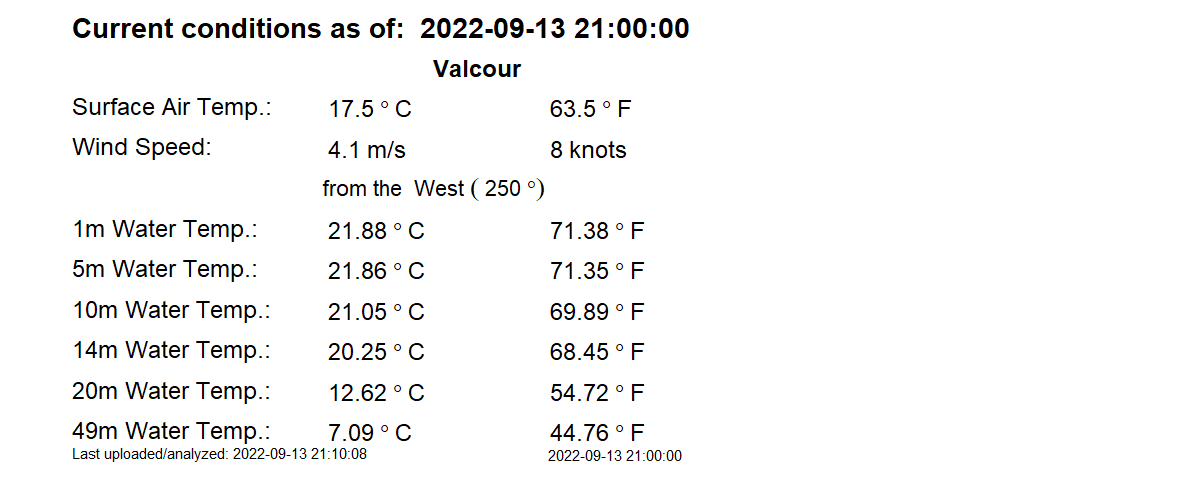 Current conditions as of: 2022-09-13 21:00:00
Valcour
Surface Air Temp.: 17.5 ° C 63.5 ° F
Wind Speed: 4.1 m/s 8 knots
from the West ( 250 °)
1m Water Temp.: 21.88 ° C 71.38 ° F
5m Water Temp.: 21.86 ° C 71.35 ° F
10m Water Temp.: 21.05 ° C 69.89 ° F
14m Water Temp.: 20.25 ° C 68.45 ° F
20m Water Temp.: 12.62 ° C 54.72 ° F
49m Water Temp.: 7.09 ° C 44.76 ° F
Last uploaded/analyzed: 2022-09-13 21:10:08 2022-09-13 21:00:00